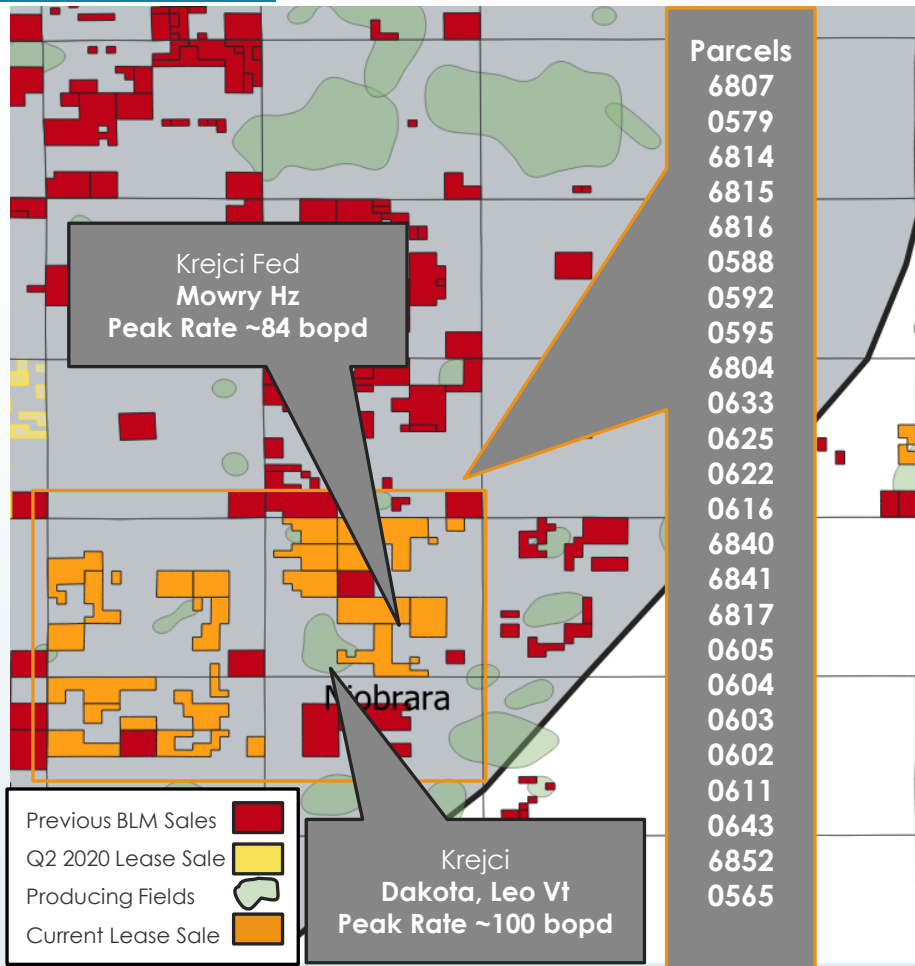 Parcels
6807
0579
6814
6815
6816
0588
0592
0595
6804
0633
0625
0622
0616
6840
6841
6817
0605
0604
0603
0602
0611
0643
6852
0565
Krejci Fed
Mowry Hz
Peak Rate ~84 bopd
Niobrara
Krejci
Dakota, Leo Vt
Peak Rate ~100 bopd
Previous BLM Sales
Q2 2020 Lease Sale
Producing Fields
Current Lease Sale